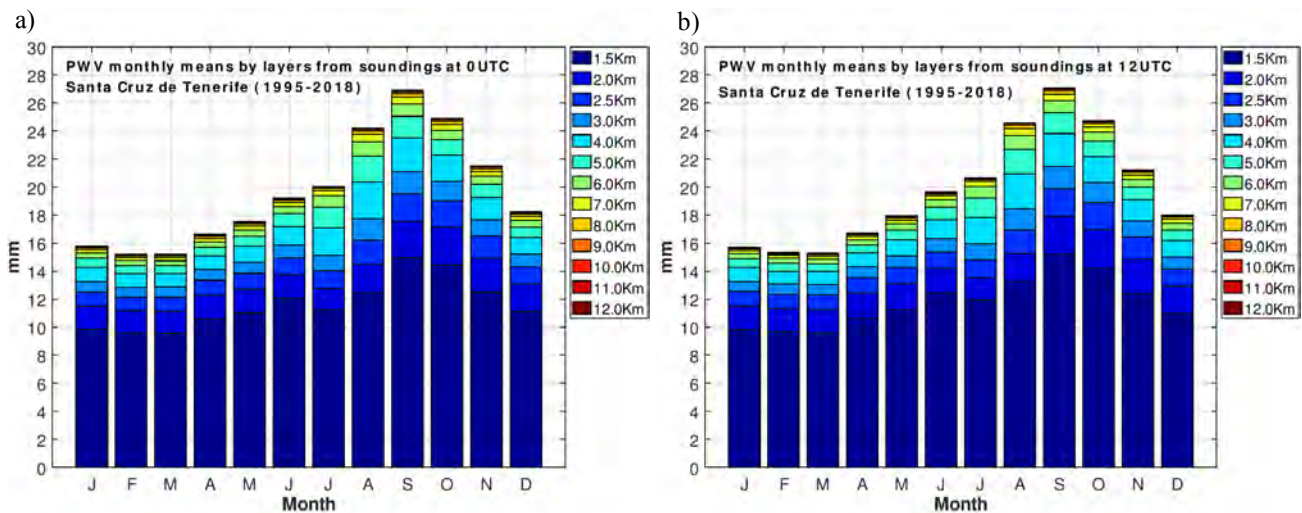 a)
PWV monthly means by layers from soundings at 0UTC
Santa Cruz de Tenerife (1995-2018)
30
28
26
24
22
20
18
16
14
12
10
8
6
4
2
0
mm
J F M A M J J A S O N D
Month
1.5Km
2.0Km
2.5Km
3.0Km
4.0Km
5.0Km
6.0Km
7.0Km
8.0Km
9.0Km
10.0Km
11.0Km
12.0Km
b)
PWV monthly means by layers from soundings at 12UTC
Santa Cruz de Tenerife (1995-2018)
30
28
26
24
22
20
18
16
14
12
10
8
6
4
2
0
mm
J F M A M J J A S O N D
Month
1.5Km
2.0Km
2.5Km
3.0Km
4.0Km
5.0Km
6.0Km
7.0Km
8.0Km
9.0Km
10.0Km
11.0Km
12.0Km